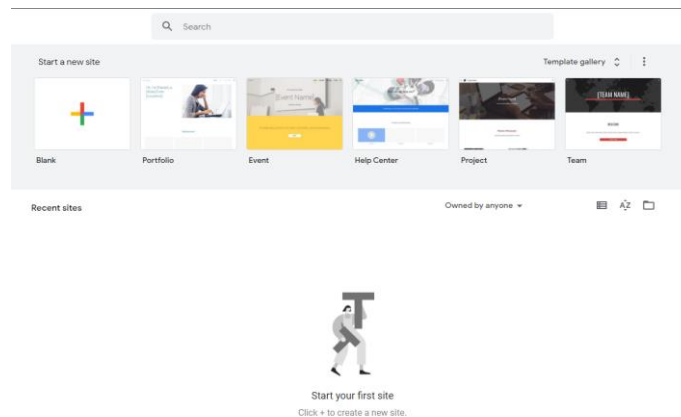 Search
Start a new site
Template gallery
[Event Name]
[TEAM NAME]
Blank
Portfolio
Event
Help Center
Project
Team
Recent sites
Owned by anyone
AZ
T
Start your first site
Click + to create a new site.